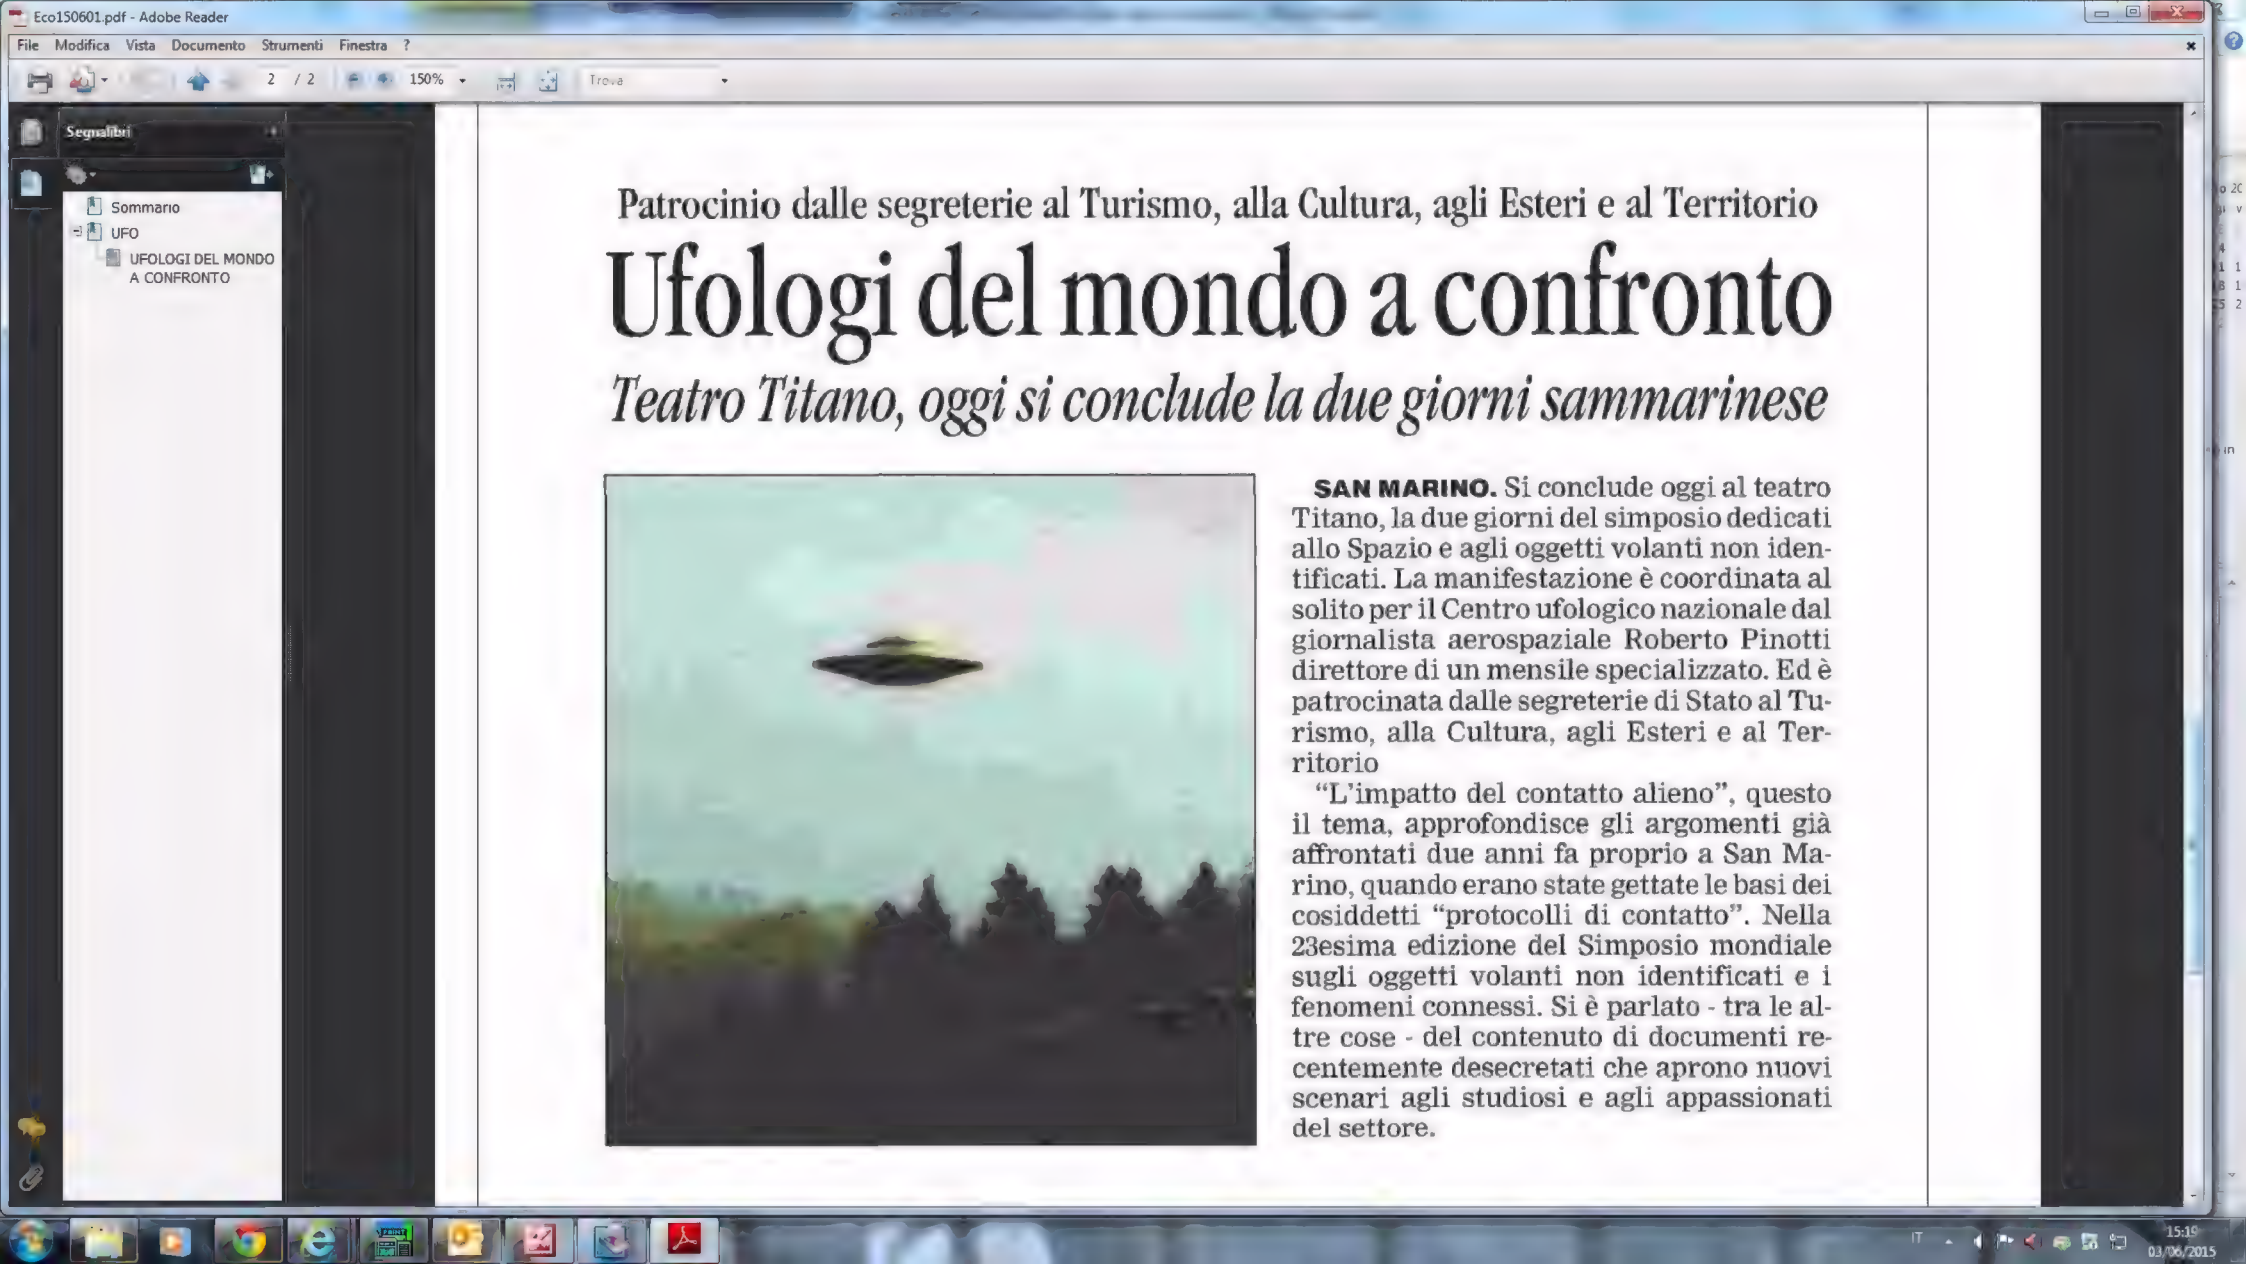 Eco150601.pdf - Adobe Reader
File Modifica Vista Documento Strumenti Finestra ?
2 / 2 150% Trova
Segnalibri
Sommario
UFO
UFOLOGI DEL MONDO
A CONFRONTO
Patrocinio dalle segreterie al Turismo, alla Cultura, agli Esteri e al Territorio
Ufologi del mondo a confronto
Teatro Titano, oggi si conclude la due giorni sammarinese
SAN MARINO. Si conclude oggi al teatro
Titano, la due giorni del simposio dedicati
allo Spazio e agli oggetti volanti non iden-
tificati. La manifestazione è coordinata al
solito per il Centro ufologico nazionale dal
giornalista aerospaziale Roberto Pinotti
direttore di un mensile specializzato. Ed è
patrocinata dalle segreterie di Stato al Tu-
rismo, alla Cultura, agli Esteri e al Ter-
ritorio
“L'impatto del contatto alieno”, questo
il tema, approfondisce gli argomenti già
affrontati due anni fa proprio a San Ma-
rino, quando erano state gettate le basi dei
cosiddetti “protocolli di contatto”. Nella
23esima edizione del Simposio mondiale
sugli oggetti volanti non identificati e i
fenomeni connessi. Si è parlato - tra le al-
tre cose - del contenuto di documenti re-
centemente desecretati che aprono nuovi
scenari agli studiosi e agli appassionati
del settore.
IT
15:19
03/06/2015